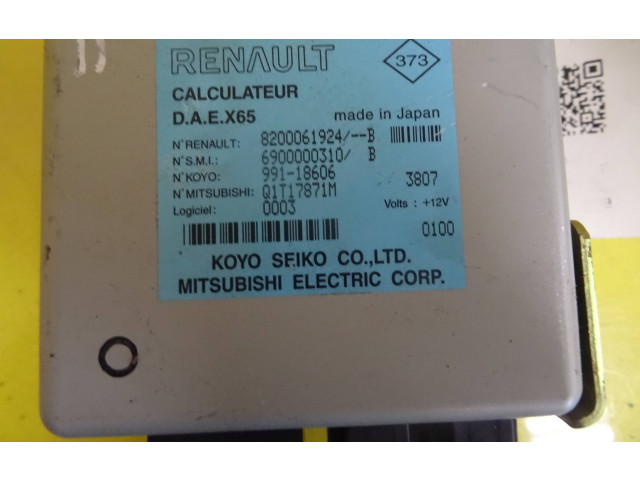 RENAULT
373
CALCULATEUR
D.A.E.X65 made in Japan
N°RENAULT: 8200061924/--B
N°S.M.I.: 6900000310/ B
N°KOYO: 991-18606
N°MITSUBISHI: Q1T17871M 3807
Logiciel: 0003 Volts : +12V
0100
KOYO SEIKO CO.,LTD.
MITSUBISHI ELECTRIC CORP.